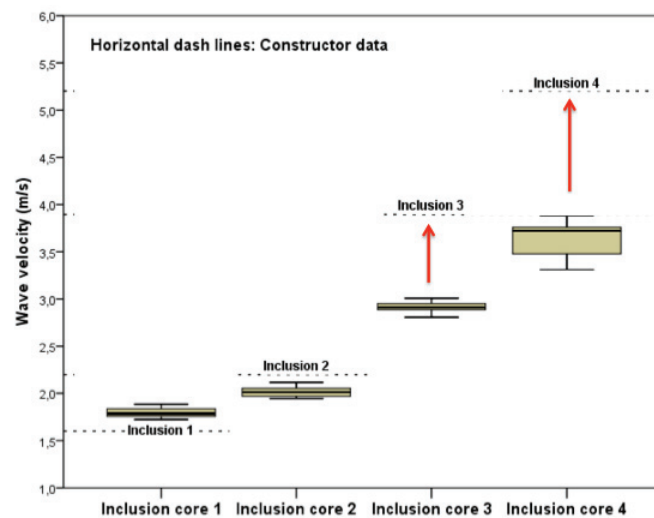 6,0
Horizontal dash lines: Constructor data
5,5
Inclusion 4
5,0
4,5
4,0
Inclusion 3
3,5
3,0
2,5
Inclusion 2
2,0
Inclusion 1
1,5
1,0
Wave velocity (m/s)
Inclusion core 1 Inclusion core 2 Inclusion core 3 Inclusion core 4